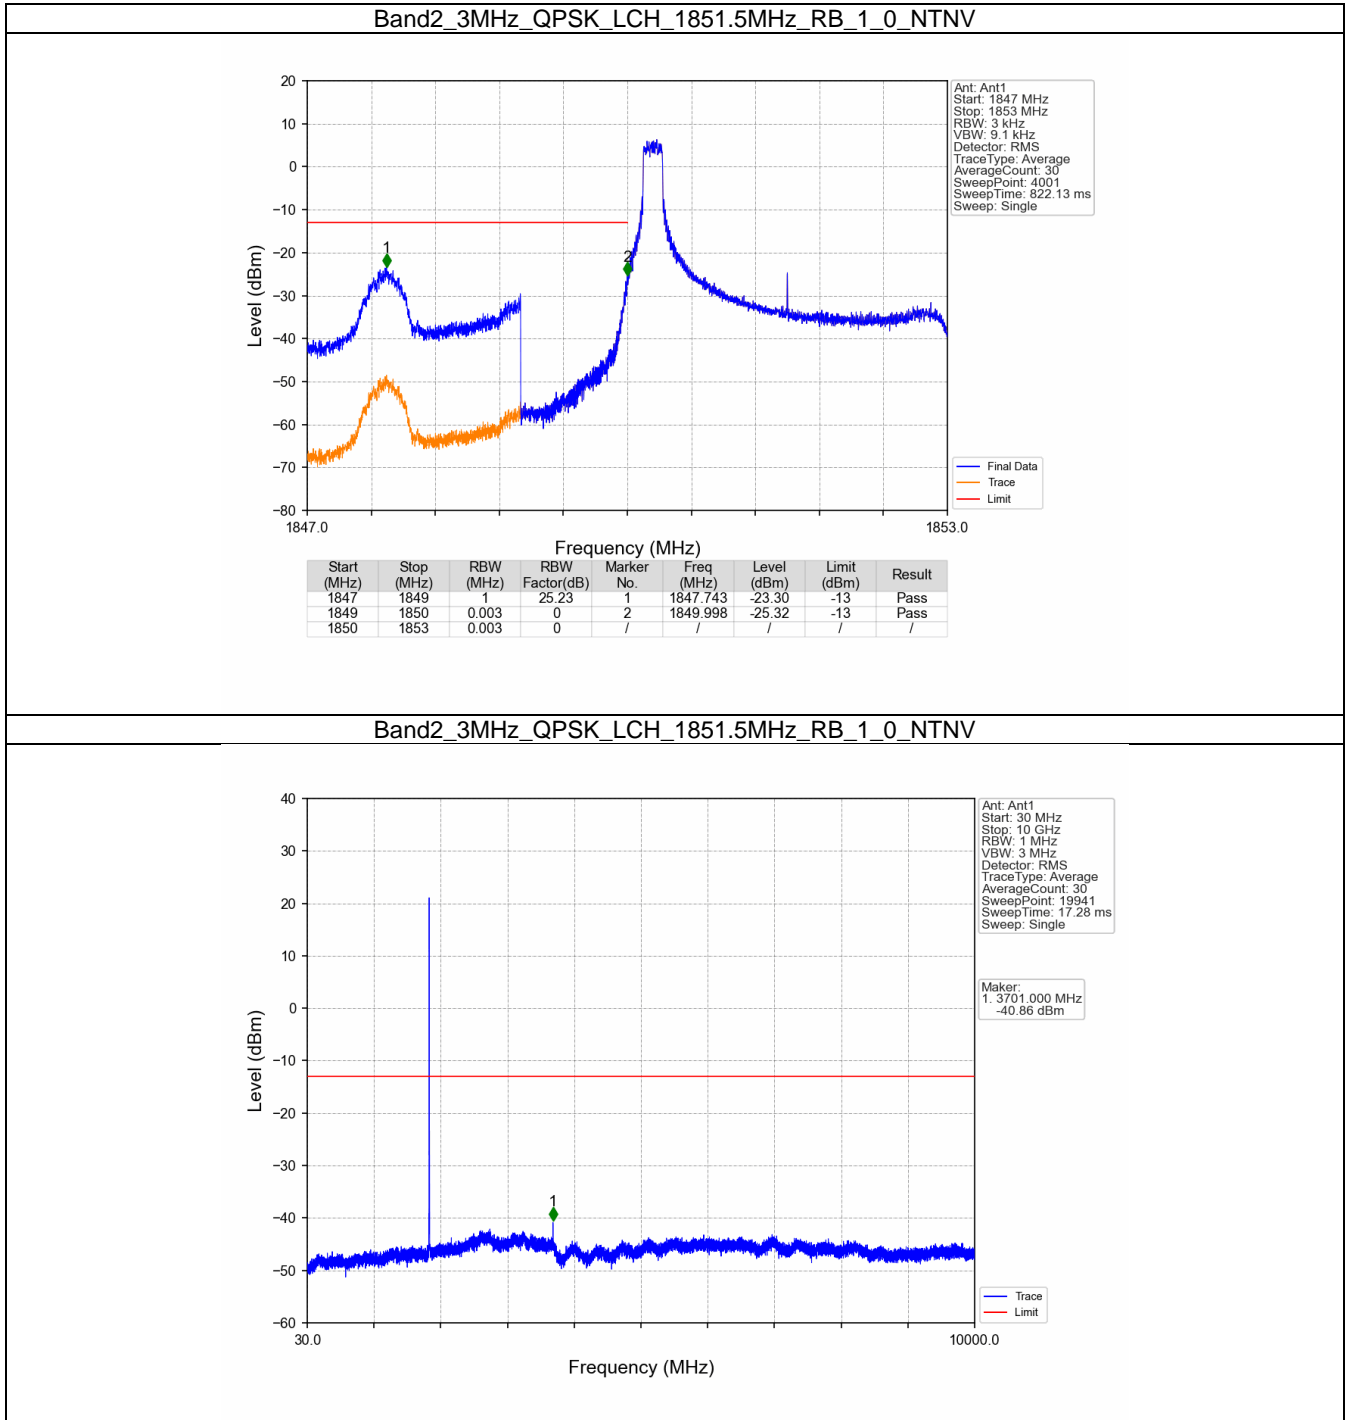 Band2_3MHz_QPSK_LCH_1851.5MHz_RB_1_0_NTNV
20
10
0
−10
−20
−30
−40
−50
−60
−70
−80
Level (dBm)
1
2
1847.0
1853.0
Frequency (MHz)
Ant: Ant1
Start: 1847 MHz
Stop: 1853 MHz
RBW: 3 kHz
VBW: 9.1 kHz
Detector: RMS
TraceType: Average
AverageCount: 30
SweepPoint: 4001
SweepTime: 822.13 ms
Sweep: Single
Final Data
Trace
Limit
Start (MHz) Stop (MHz) RBW (MHz) RBW Factor(dB) Marker No. Freq (MHz) Level (dBm) Limit (dBm) Result
1847 1849 1 25.23 1 1847.743 -23.30 -13 Pass
1849 1850 0.003 0 2 1849.998 -25.32 -13 Pass
1850 1853 0.003 0 / / / / /
Band2_3MHz_QPSK_LCH_1851.5MHz_RB_1_0_NTNV
40
30
20
10
0
−10
−20
−30
−40
−50
−60
Level (dBm)
1
30.0
10000.0
Frequency (MHz)
Ant: Ant1
Start: 30 MHz
Stop: 10 GHz
RBW: 1 MHz
VBW: 3 MHz
Detector: RMS
TraceType: Average
AverageCount: 30
SweepPoint: 19941
SweepTime: 17.28 ms
Sweep: Single
Maker:
1. 3701.000 MHz
-40.86 dBm
Trace
Limit